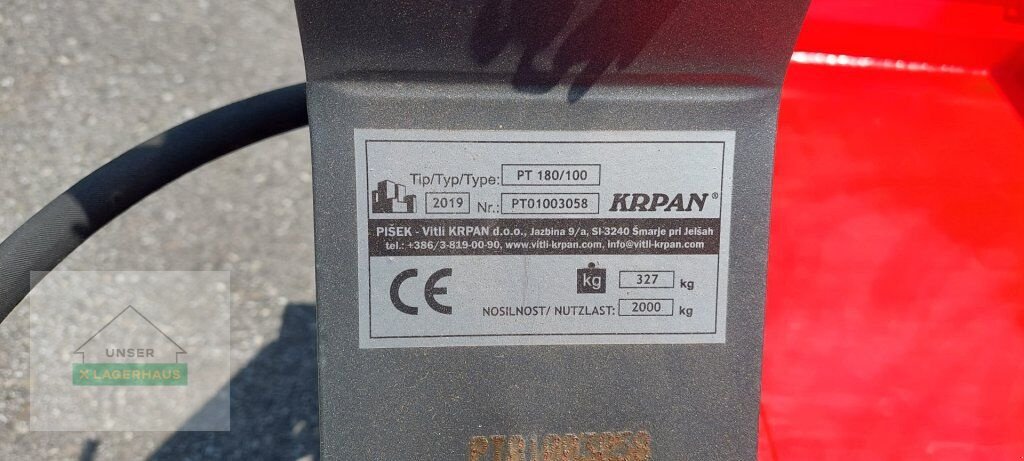 Tip/Typ/Type: PT 180/100
2019 Nr.: PT01003058 KRPAN®
PIŠEK - Vitli KRPAN d.o.o., Jazbina 9/a, SI-3240 Šmarje pri Jelšah
tel.: +386/3-819-00-90, www.vitli-krpan.com, info@vitli-krpan.com
CE kg 327 kg
NOSILNOST/ NUTZLAST: 2000 kg
UNSER
X LAGERHAUS
PT01003058